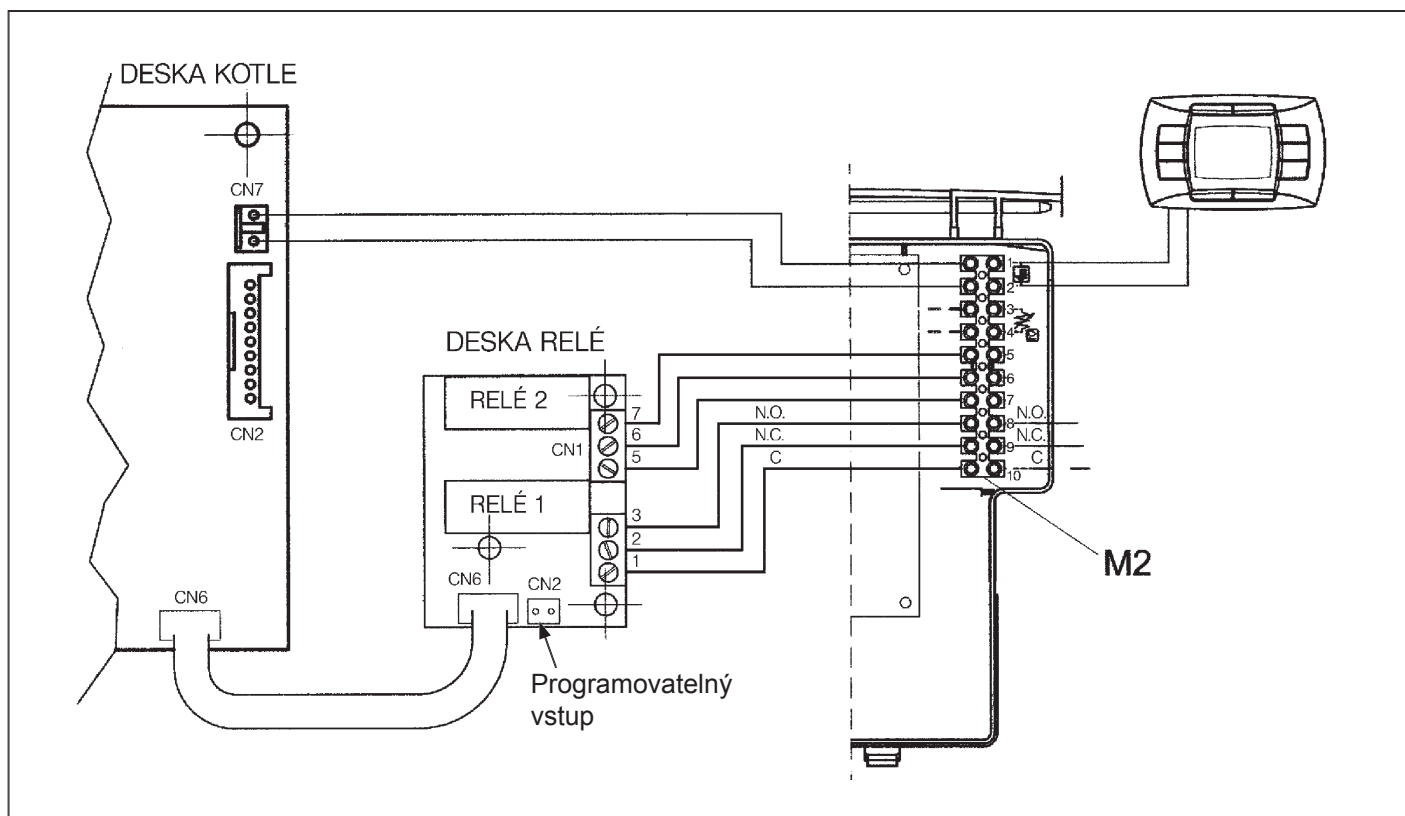 DESKA KOTLE
CN7
CN2
CN6
DESKA RELÉ
RELÉ 2
7
6
CN1
5
RELÉ 1
3
2
1
CN6
CN2
Programovatelný
vstup
N.O.
N.C.
C
1
2
3
4
5
6
7
8
9
10
N.O.
N.C.
C
M2